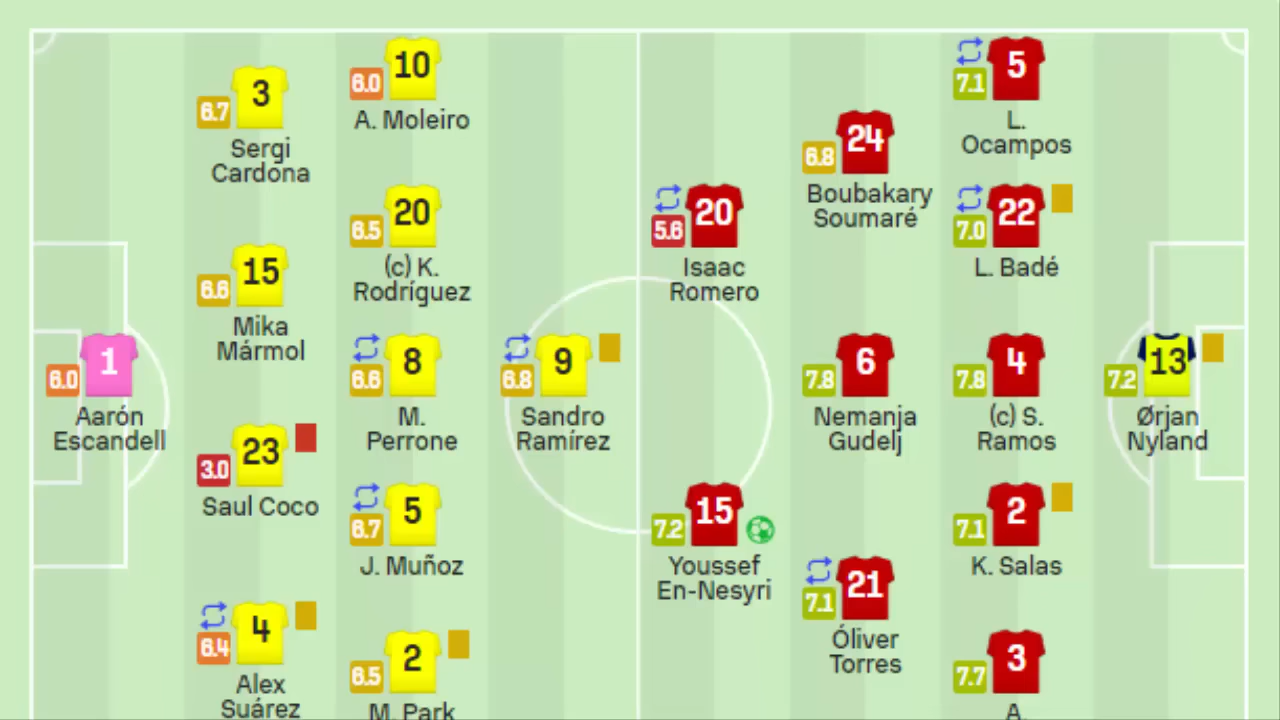 10
6.0
A. Moleiro
3
6.7
Sergi
Cardona
20
6.5
(c) K.
Rodríguez
15
6.6
Mika
Mármol
1
6.0
Aarón
Escandell
8
6.6
M.
Perrone
9
6.8
Sandro
Ramírez
23
3.0
Saul Coco
5
6.7
J. Muñoz
4
6.4
Alex
Suárez
2
6.5
M. Park
5
7.1
L.
Ocampos
24
6.8
Boubakary
Soumaré
20
5.6
Isaac
Romero
22
7.0
L. Badé
6
7.8
Nemanja
Gudelj
4
7.8
(c) S.
Ramos
13
7.2
Ørjan
Nyland
15
7.2
Youssef
En-Nesyri
2
7.1
K. Salas
21
7.1
Óliver
Torres
3
7.7
A.